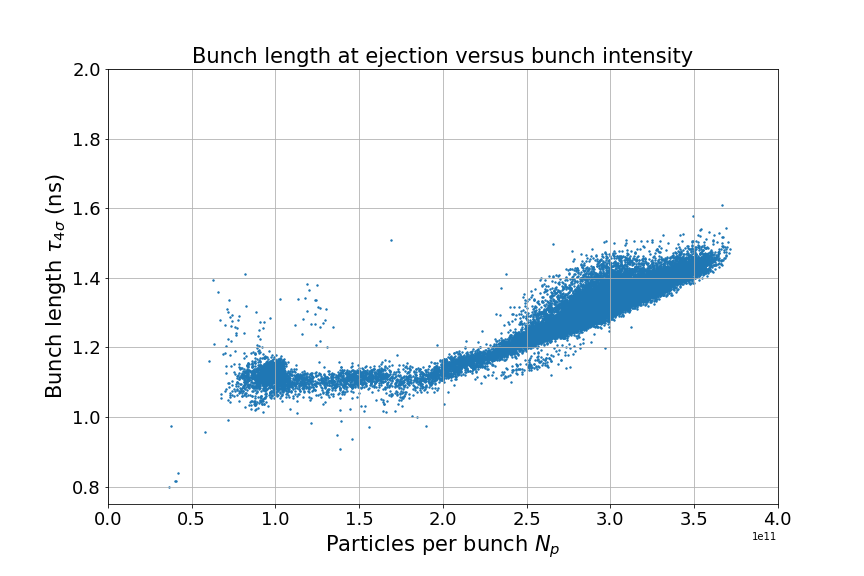 Bunch length at ejection versus bunch intensity
2.0
1.8
1.6
1.4
1.2
1.0
0.8
Bunch length τ4σ (ns)
0.0 0.5 1.0 1.5 2.0 2.5 3.0 3.5 4.0
1e11
Particles per bunch Np